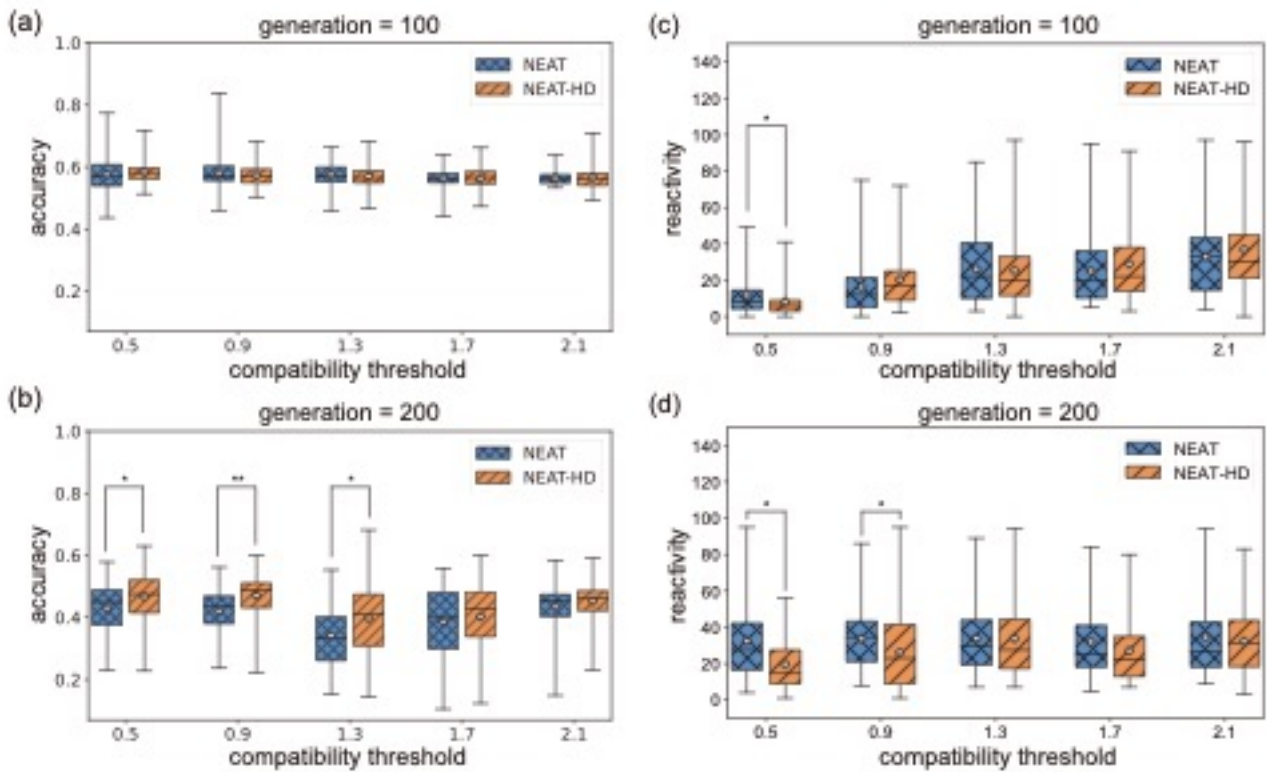 (a)
generation = 100
1.0
0.8
0.6
0.4
0.2
accuracy
NEAT
NEAT-HD
0.5 0.9 1.3 1.7 2.1
compatibility threshold
(c)
generation = 100
140
120
100
80
60
40
20
0
reactivity
NEAT
NEAT-HD
*
0.5 0.9 1.3 1.7 2.1
compatibility threshold
(b)
generation = 200
1.0
0.8
0.6
0.4
0.2
accuracy
NEAT
NEAT-HD
* ** *
0.5 0.9 1.3 1.7 2.1
compatibility threshold
(d)
generation = 200
140
120
100
80
60
40
20
0
reactivity
NEAT
NEAT-HD
* *
0.5 0.9 1.3 1.7 2.1
compatibility threshold